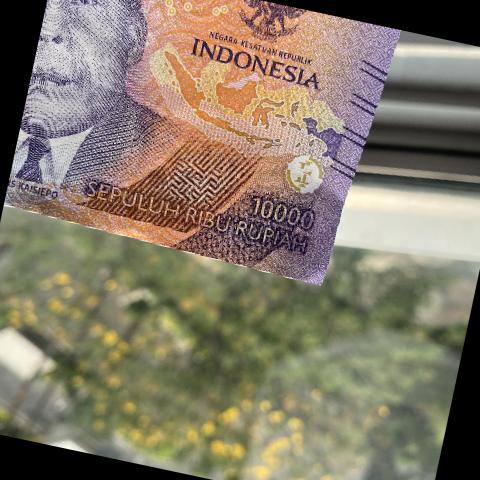 NEGARA KESATUAN REPUBLIK
INDONESIA
S KAISIEPO
10000
SEPULUH RIBU RUPIAH